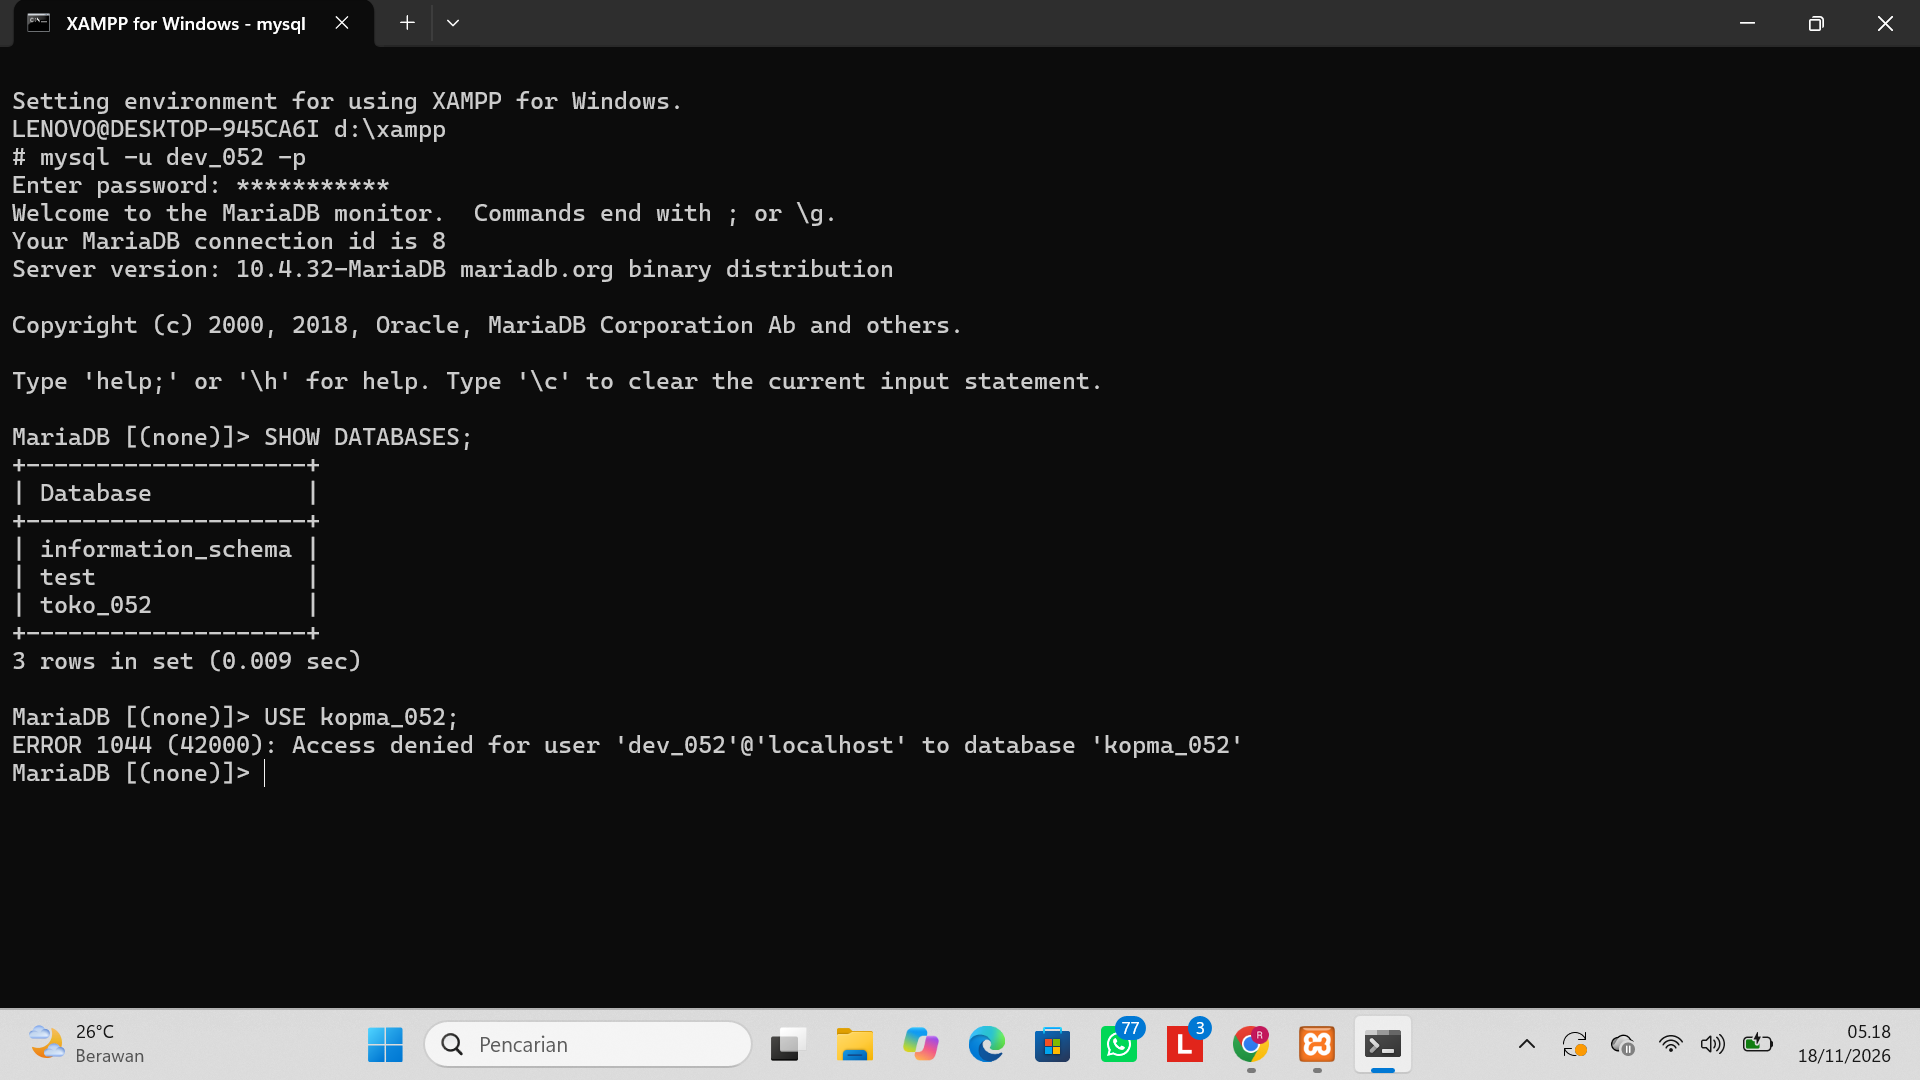 XAMPP for Windows - mysql
Setting environment for using XAMPP for Windows.
LENOVO@DESKTOP-945CA6I d:\xampp
# mysql -u dev_052 -p
Enter password: ***********
Welcome to the MariaDB monitor.  Commands end with ; or \g.
Your MariaDB connection id is 8
Server version: 10.4.32-MariaDB mariadb.org binary distribution
Copyright (c) 2000, 2018, Oracle, MariaDB Corporation Ab and others.
Type 'help;' or '\h' for help. Type '\c' to clear the current input statement.
MariaDB [(none)]> SHOW DATABASES;
+--------------------+
| Database           |
+--------------------+
| information_schema |
| test               |
| toko_052           |
+--------------------+
3 rows in set (0.009 sec)
MariaDB [(none)]> USE kopma_052;
ERROR 1044 (42000): Access denied for user 'dev_052'@'localhost' to database 'kopma_052'
MariaDB [(none)]>
26°C
Berawan
Pencarian
77
L
3
R
05.18
18/11/2026